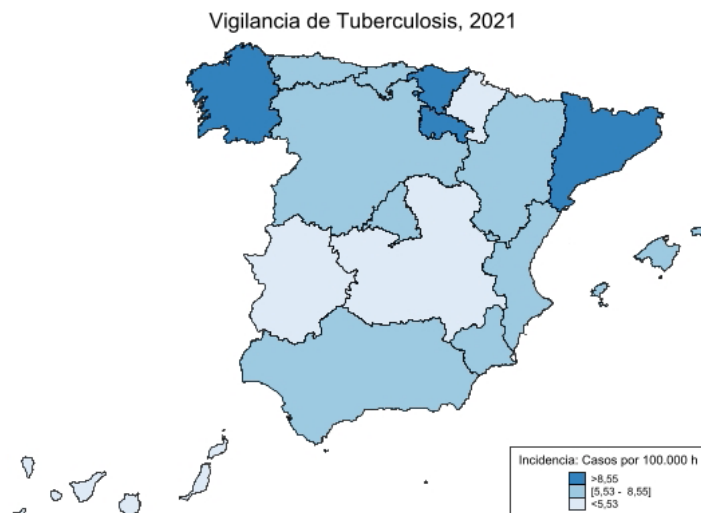 Vigilancia de Tuberculosis, 2021
Incidencia: Casos por 100.000 h
>8,55
[5,53 - 8,55]
<5,53